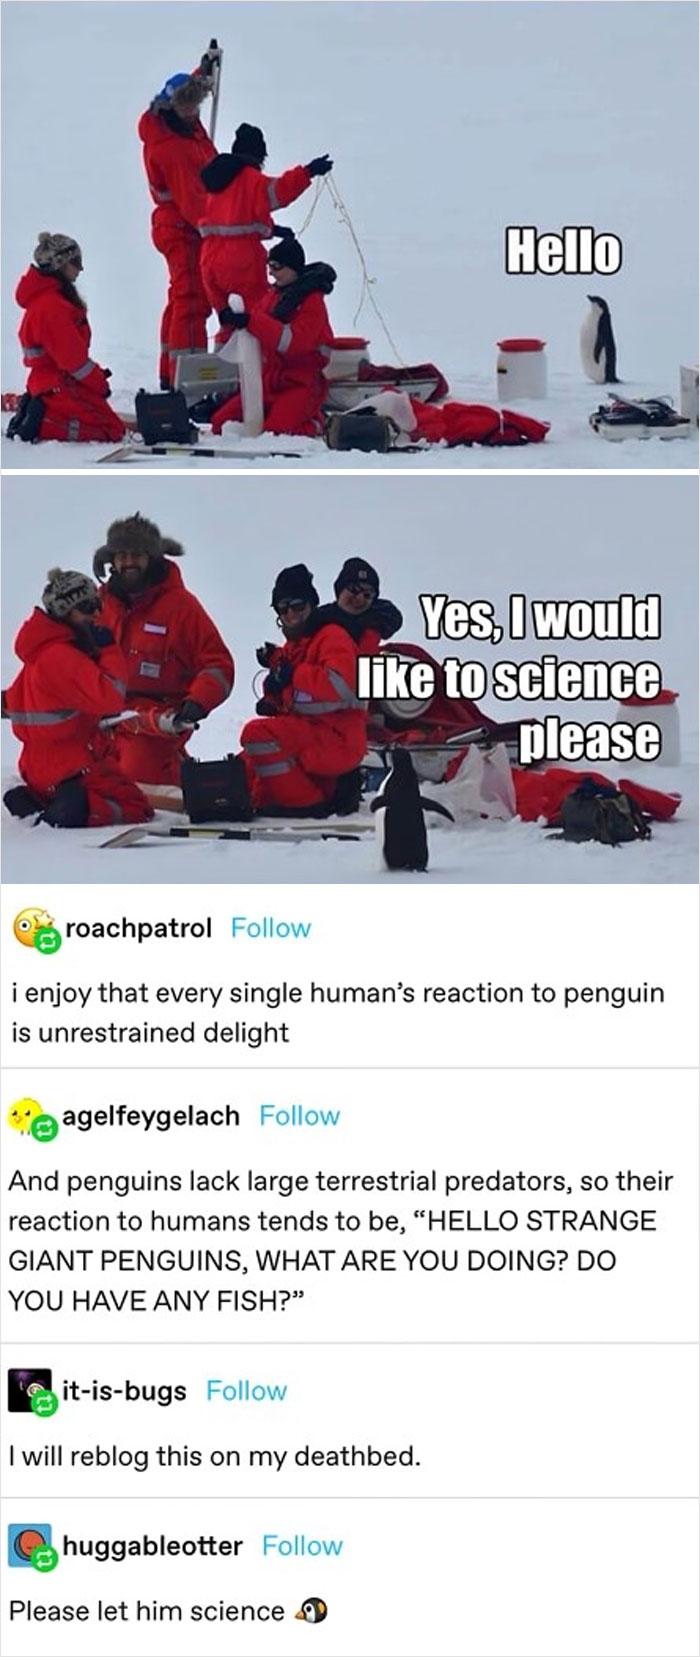 Hello
Yes, I would
like to science
please
roachpatrol Follow
i enjoy that every single human's reaction to penguin
is unrestrained delight
agelfeygelach Follow
And penguins lack large terrestrial predators, so their
reaction to humans tends to be, “HELLO STRANGE
GIANT PENGUINS, WHAT ARE YOU DOING? DO
YOU HAVE ANY FISH?”
it-is-bugs Follow
I will reblog this on my deathbed.
huggableotter Follow
Please let him science 🐧